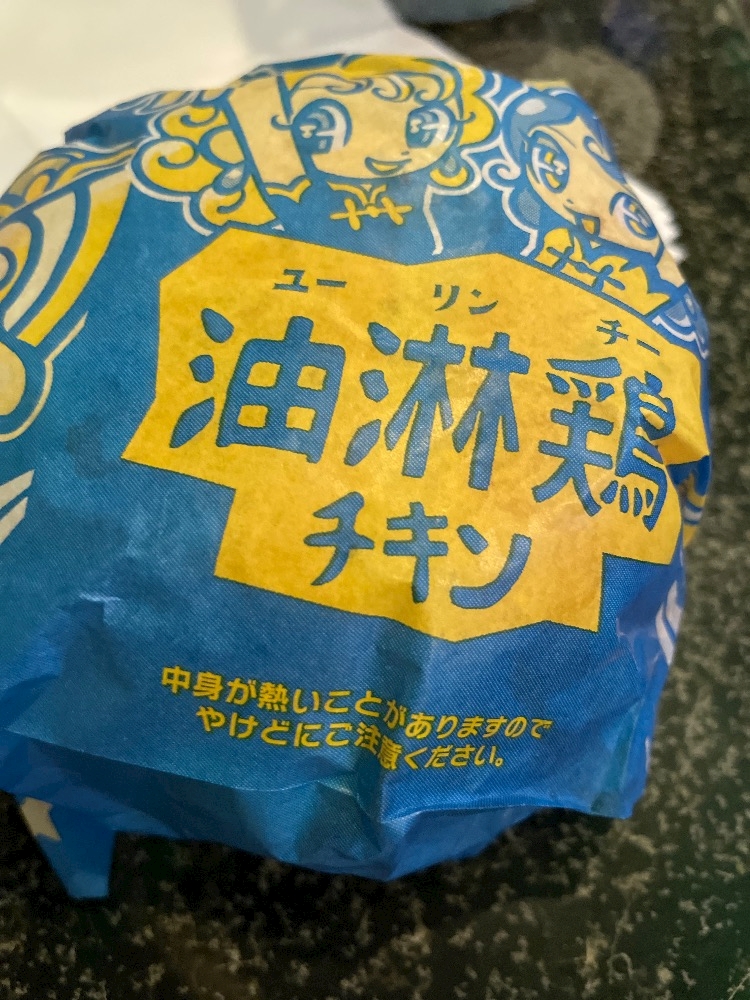 ユー リン チー
油淋鶏
チキン
中身が熱いことがありますので
やけどにご注意ください。